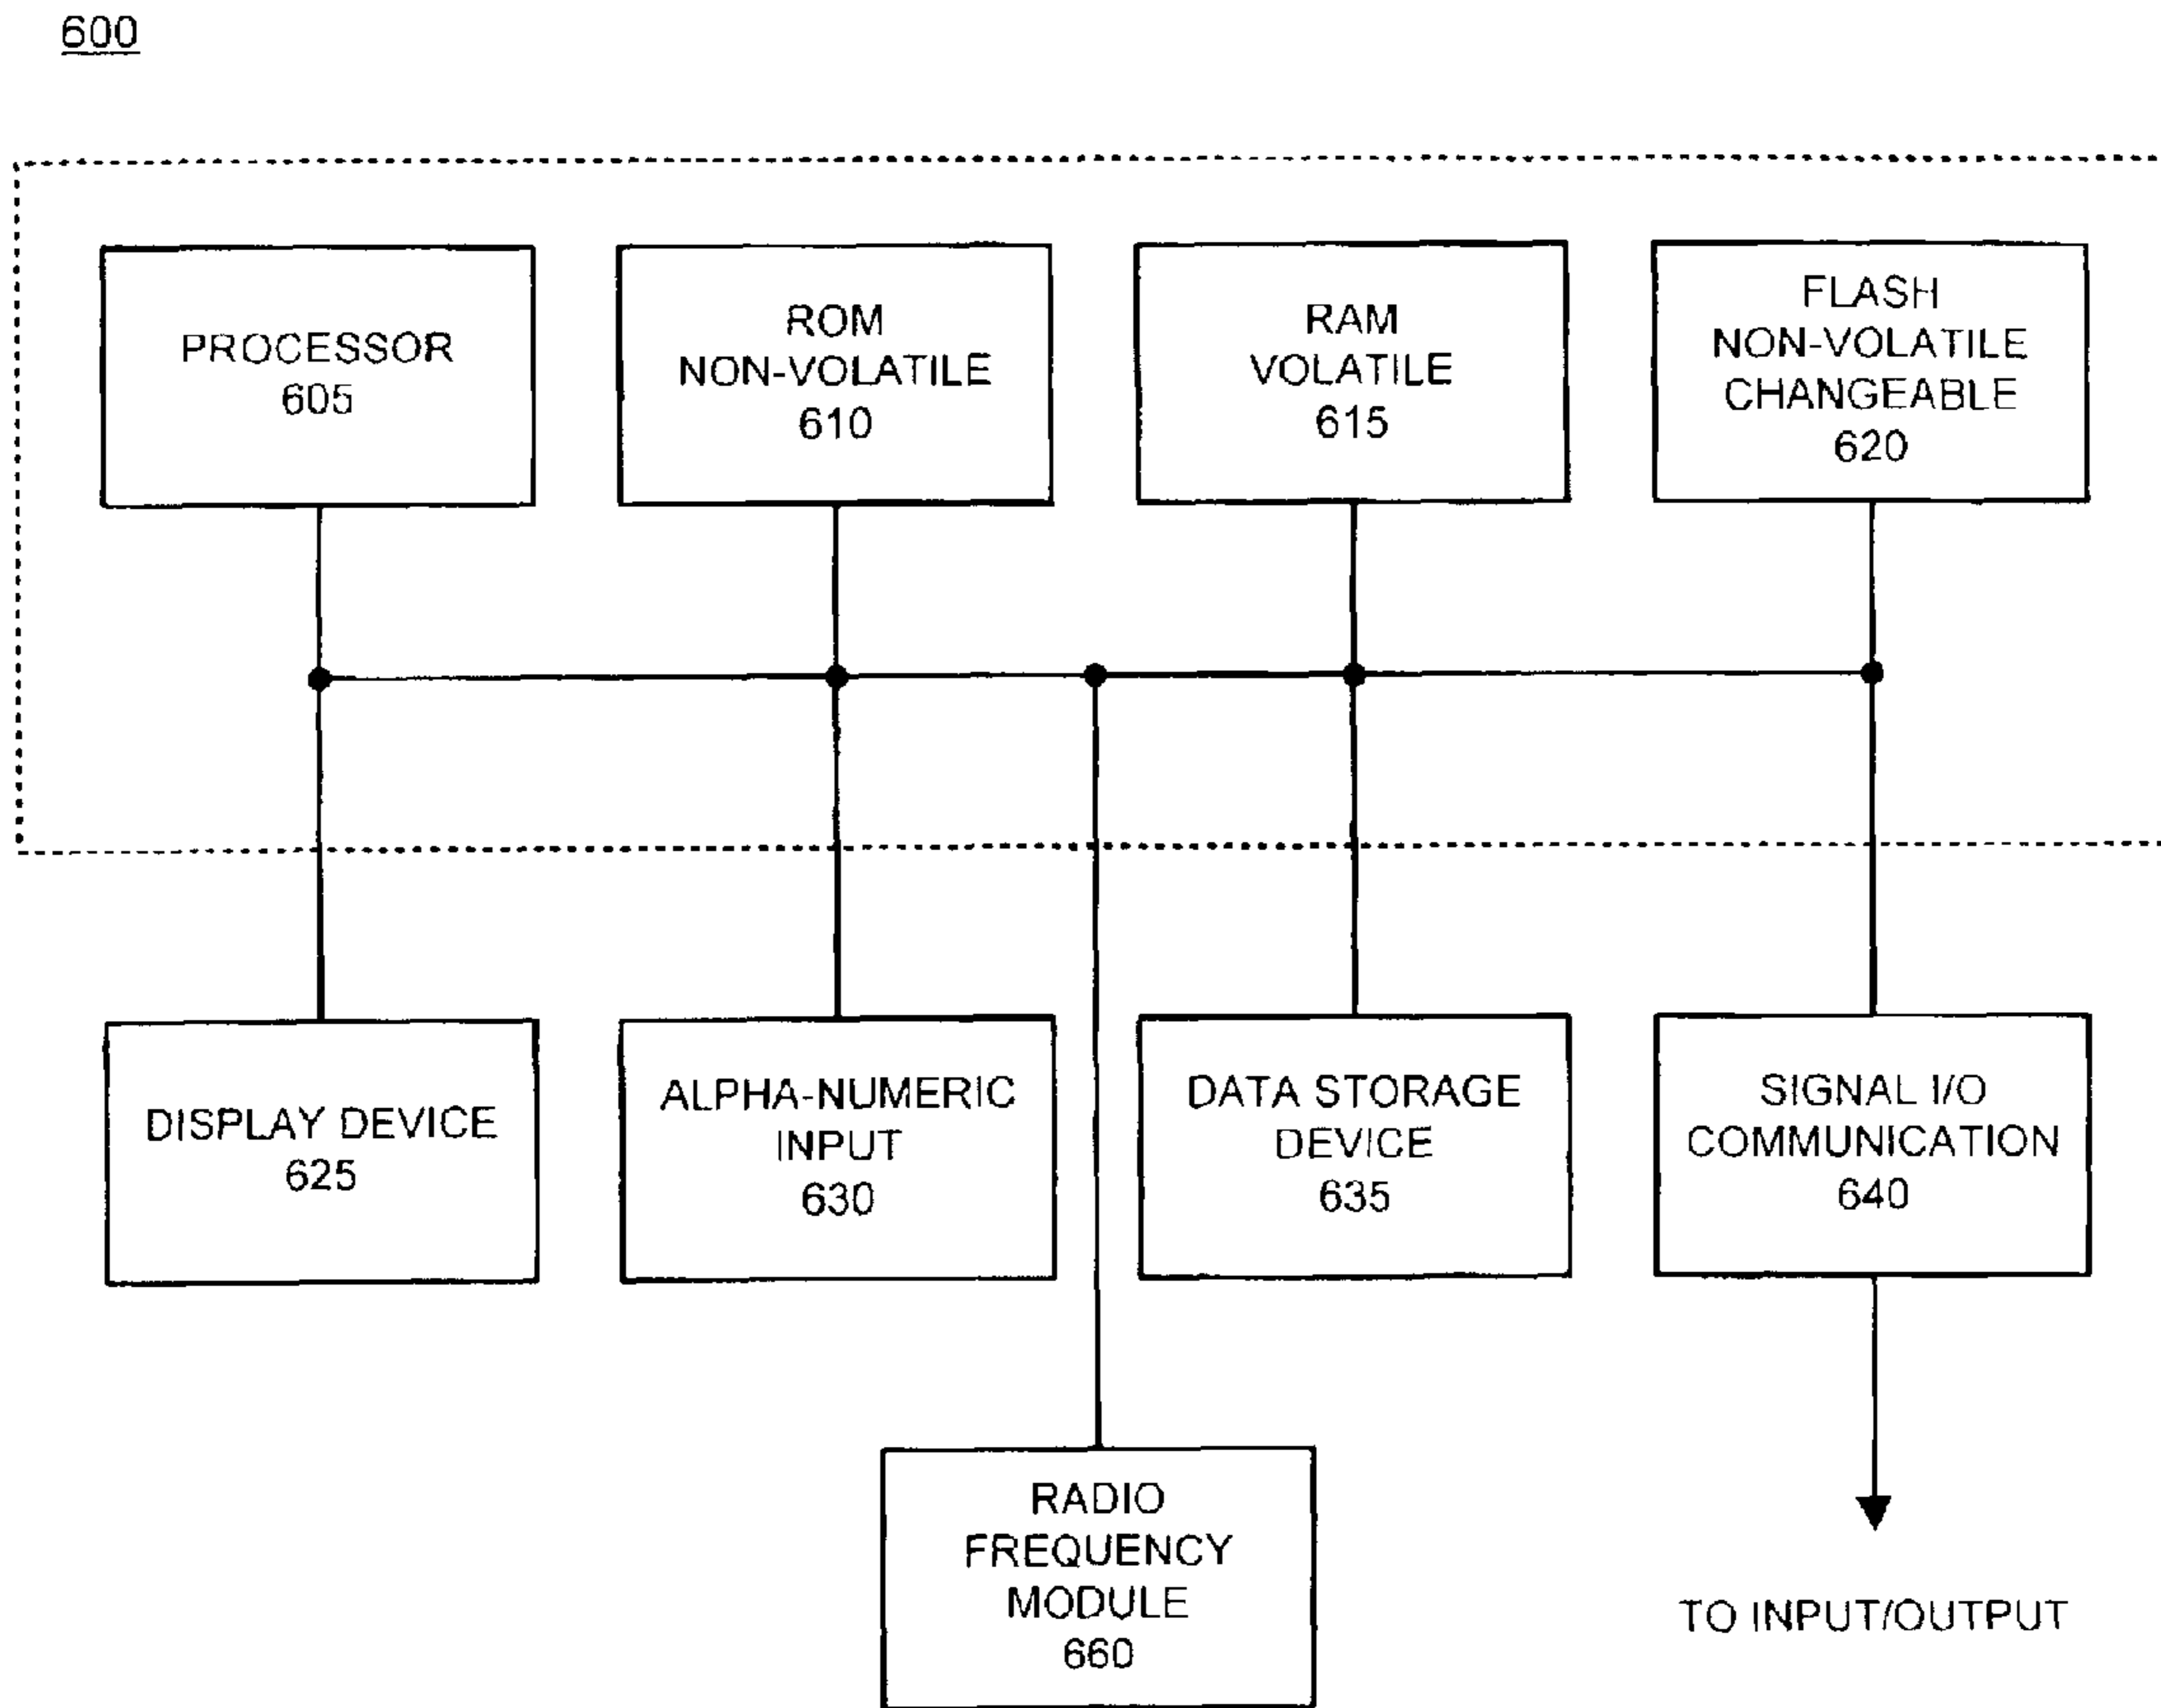 600
PROCESSOR
605
ROM
NON-VOLATILE
610
RAM
VOLATILE
615
FLASH
NON-VOLATILE
CHANGEABLE
620
DISPLAY DEVICE
625
ALPHA-NUMERIC
INPUT
630
DATA STORAGE
DEVICE
635
SIGNAL I/O
COMMUNICATION
640
RADIO
FREQUENCY
MODULE
660
TO INPUT/OUTPUT